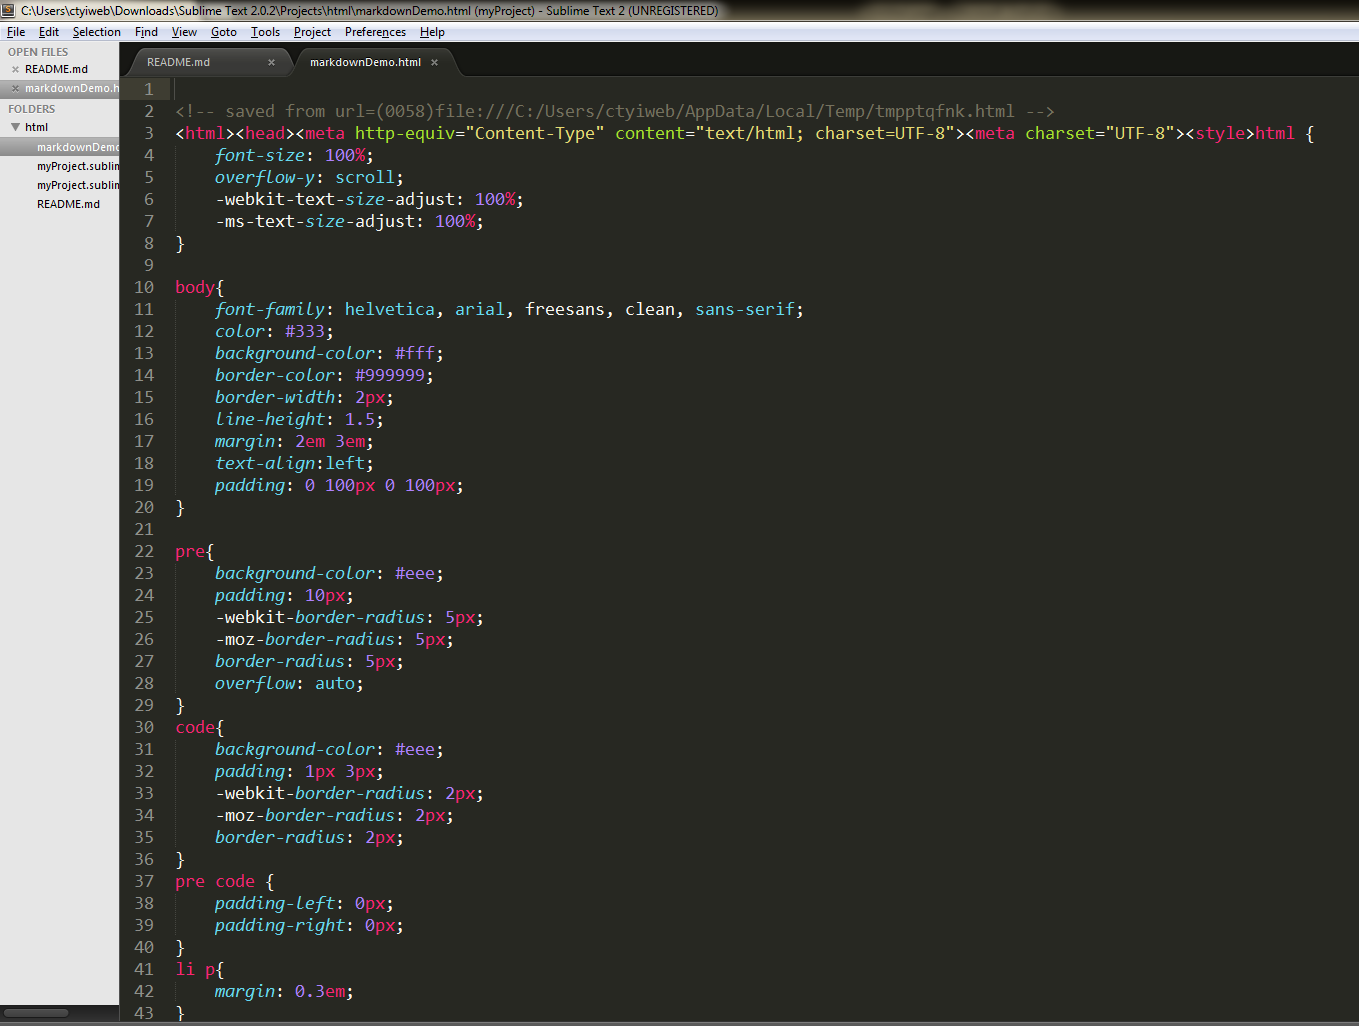 C:\Users\ctyiweb\Downloads\Sublime Text 2.0.2\Projects\html\markdownDemo.html (myProject) - Sublime Text 2 (UNREGISTERED)
File Edit Selection Find View Goto Tools Project Preferences Help
OPEN FILES
README.md
markdownDemo.h
FOLDERS
html
markdownDemo
myProject.sublim
myProject.sublim
README.md
README.md markdownDemo.html
1
2 <!-- saved from url=(0058)file:///C:/Users/ctyiweb/AppData/Local/Temp/tmpptqfnk.html -->
3 <html><head><meta http-equiv="Content-Type" content="text/html; charset=UTF-8"><meta charset="UTF-8"><style>html {
4 font-size: 100%;
5 overflow-y: scroll;
6 -webkit-text-size-adjust: 100%;
7 -ms-text-size-adjust: 100%;
8 }
9
10 body{
11 font-family: helvetica, arial, freesans, clean, sans-serif;
12 color: #333;
13 background-color: #fff;
14 border-color: #999999;
15 border-width: 2px;
16 line-height: 1.5;
17 margin: 2em 3em;
18 text-align:left;
19 padding: 0 100px 0 100px;
20 }
21
22 pre{
23 background-color: #eee;
24 padding: 10px;
25 -webkit-border-radius: 5px;
26 -moz-border-radius: 5px;
27 border-radius: 5px;
28 overflow: auto;
29 }
30 code{
31 background-color: #eee;
32 padding: 1px 3px;
33 -webkit-border-radius: 2px;
34 -moz-border-radius: 2px;
35 border-radius: 2px;
36 }
37 pre code {
38 padding-left: 0px;
39 padding-right: 0px;
40 }
41 li p{
42 margin: 0.3em;
43 }